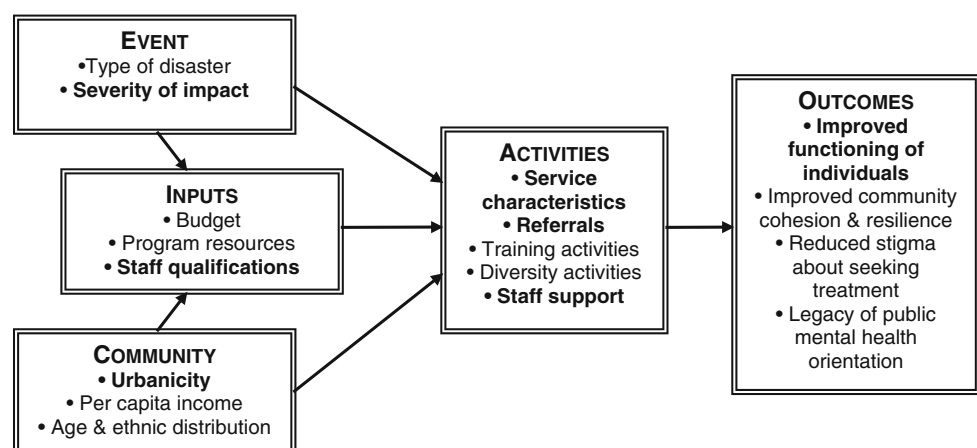 EVENT
•Type of disaster
• Severity of impact
INPUTS
• Budget
• Program resources
• Staff qualifications
COMMUNITY
• Urbanicity
• Per capita income
• Age & ethnic distribution
ACTIVITIES
• Service
characteristics
• Referrals
• Training activities
• Diversity activities
• Staff support
OUTCOMES
• Improved
functioning of
individuals
• Improved community
cohesion & resilience
• Reduced stigma
about seeking
treatment
• Legacy of public
mental health
orientation